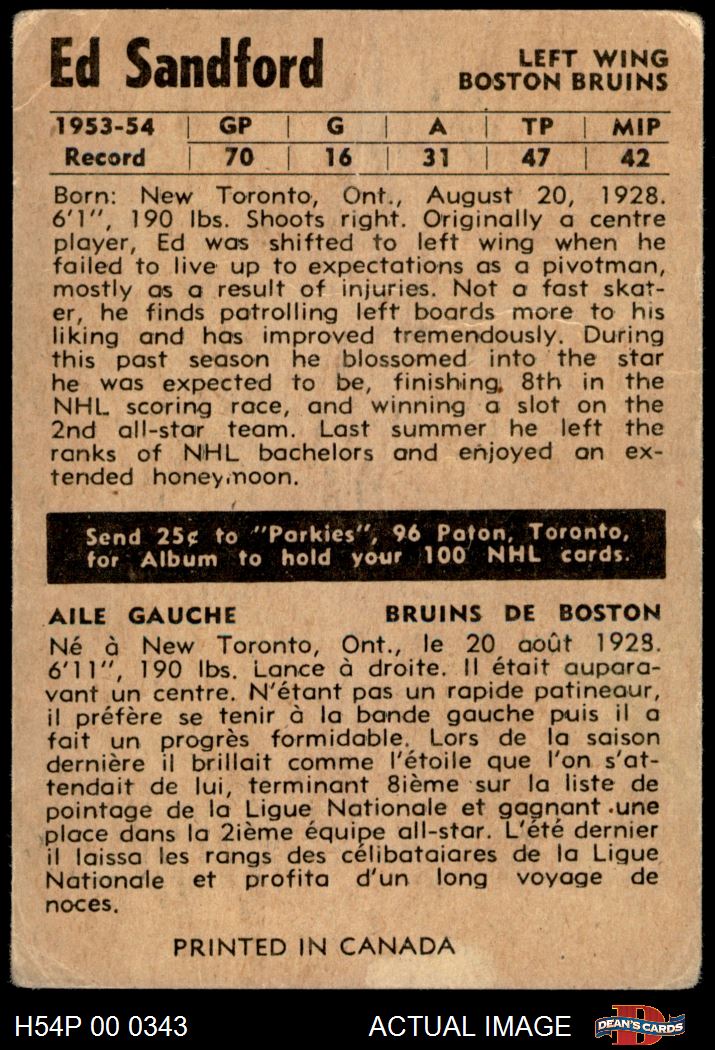 Ed Sandford
LEFT WING
BOSTON BRUINS
1953-54 | GP | G | A | TP | MIP
Record | 70 | 16 | 31 | 47 | 42
Born: New Toronto, Ont., August 20, 1928.
6'1", 190 lbs. Shoots right. Originally a centre
player, Ed was shifted to left wing when he
failed to live up to expectations as a pivotman,
mostly as a result of injuries. Not a fast skat-
er, he finds patrolling left boards more to his
liking and has improved tremendously. During
this past season he blossomed into the star
he was expected to be, finishing 8th in the
NHL scoring race, and winning a slot on the
2nd all-star team. Last summer he left the
ranks of NHL bachelors and enjoyed an ex-
tended honeymoon.
Send 25¢ to "Parkies", 96 Paton, Toronto,
for Album to hold your 100 NHL cards.
AILE GAUCHE BRUINS DE BOSTON
Né à New Toronto, Ont., le 20 août 1928.
6'11", 190 lbs. Lance à droite. Il était aupara-
vant un centre. N'étant pas un rapide patineaur,
il préfère se tenir à la bande gauche puis il a
fait un progrès formidable. Lors de la saison
dernière il brillait comme l'étoile que l'on s'at-
tendait de lui, terminant 8ième sur la liste de
pointage de la Ligue Nationale et gagnant une
place dans la 2ième équipe all-star. L'été dernier
il laissa les rangs des célibataiares de la Ligue
Nationale et profita d'un long voyage de
noces.
PRINTED IN CANADA
H54P 00 0343 ACTUAL IMAGE DEAN'S CARDS